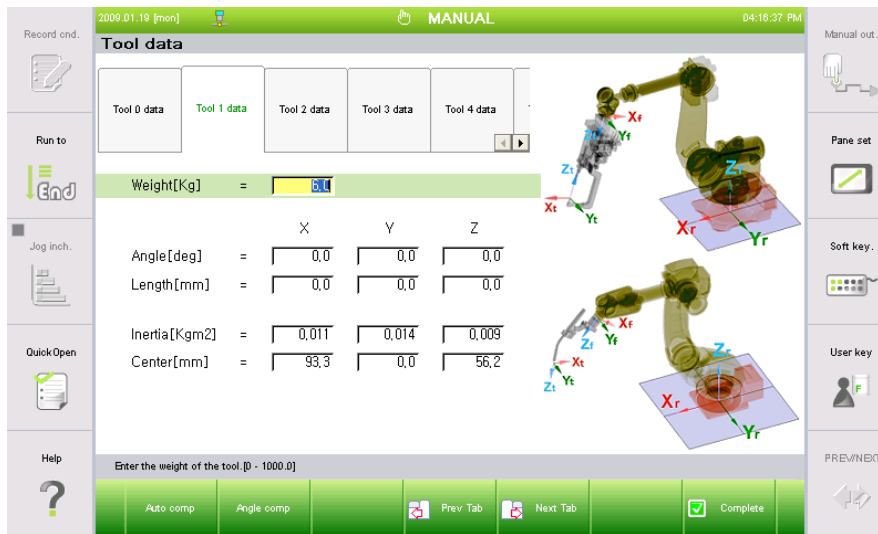 2009.01.19 [mon] MANUAL 04:16:37 PM
Tool data
Record cnd.
Run to
End
Jog inch.
QuickOpen
Help
Tool 0 data Tool 1 data Tool 2 data Tool 3 data Tool 4 data
Weight[Kg] = 6,0
X Y Z
Angle[deg] = 0,0 0,0 0,0
Length[mm] = 0,0 0,0 0,0
Inertia[Kgm2] = 0,011 0,014 0,009
Center[mm] = 93,3 0,0 56,2
Xf
Yf
Zt
Xt
Yt
Zr
Xr
Yr
Xf
Zf Yf
Xt
Zt Yt
Zr
Xr
Yr
Manual out.
Pane set
Soft key.
User key
F
PREV/NEXT
Enter the weight of the tool.[0 - 1000.0]
Auto comp Angle comp Prev Tab Next Tab Complete